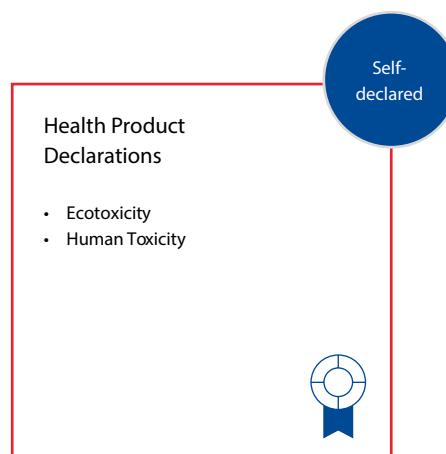 Self-
declared
Health Product
Declarations
• Ecotoxicity
• Human Toxicity